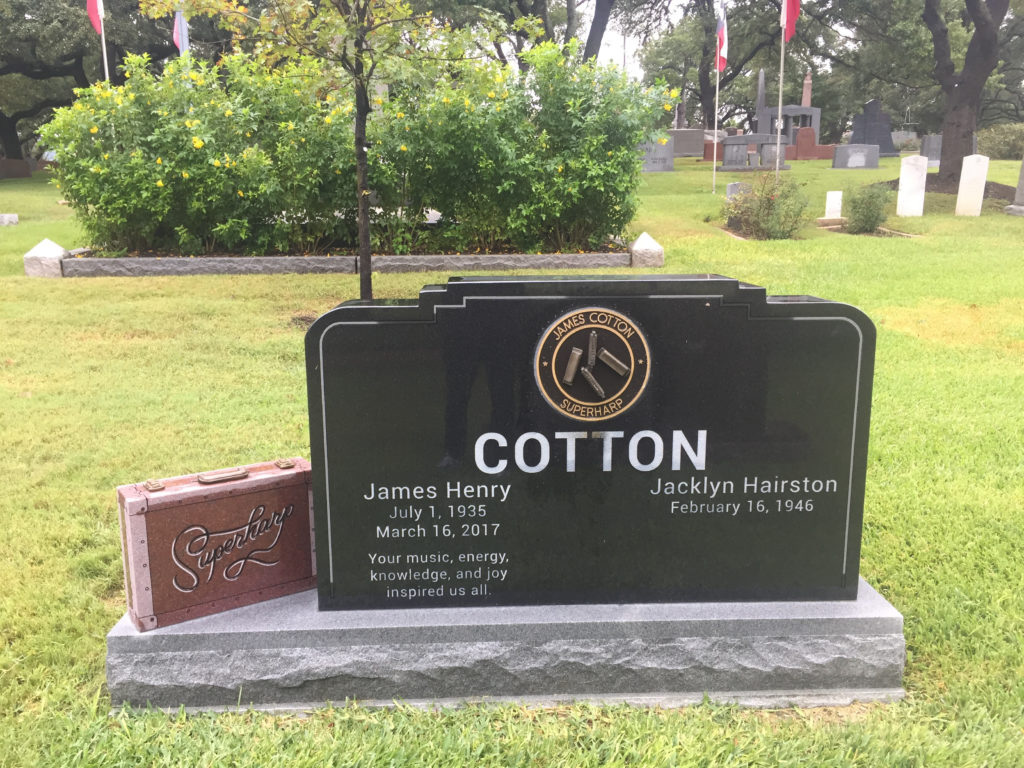 JAMES COTTON
SUPERHARP
COTTON
James Henry
July 1, 1935
March 16, 2017
Your music, energy,
knowledge, and joy
inspired us all.
Jacklyn Hairston
February 16, 1946
Superharp